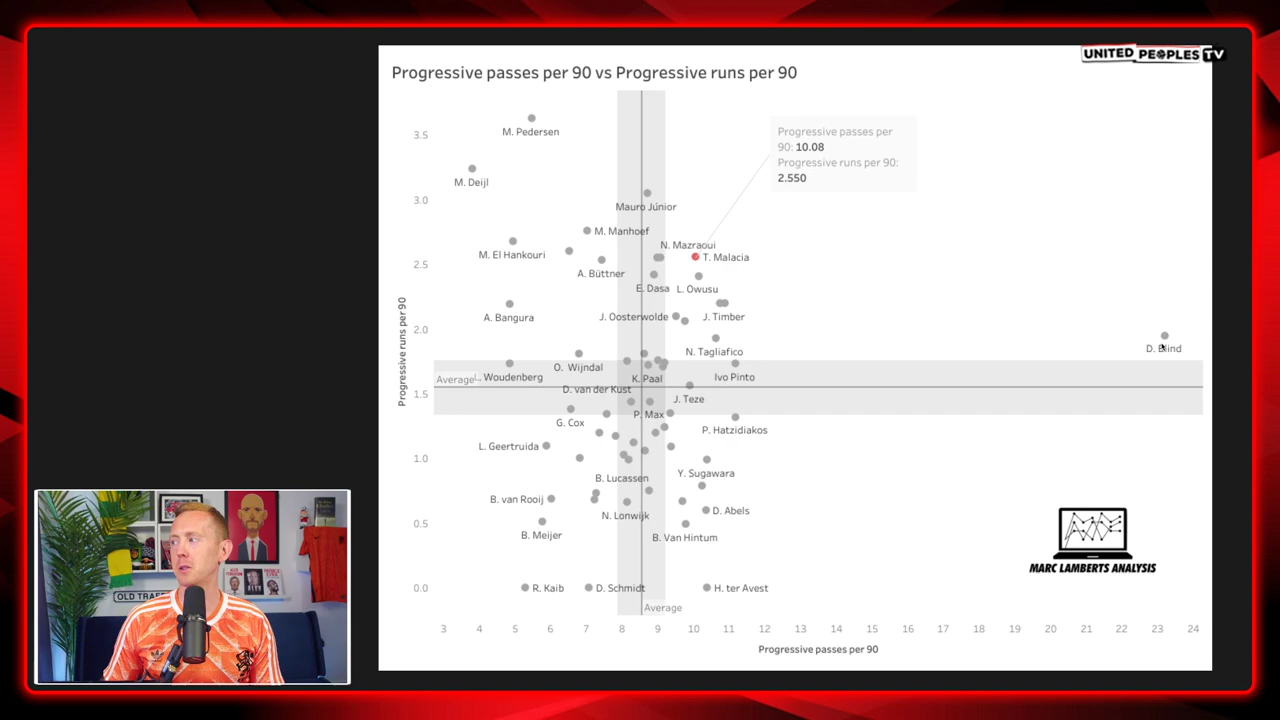 UNITED PEOPLES TV
Progressive passes per 90 vs Progressive runs per 90
Progressive passes per
90: 10.08
Progressive runs per 90:
2.550
3.5
M. Pedersen
M. Deijl
3.0
Mauro Júnior
M. Manhoef
N. Mazraoui
M. El Hankouri
T. Malacia
2.5
A. Büttner
E. Dasa
L. Owusu
A. Bangura
J. Oosterwolde
J. Timber
2.0
N. Tagliafico
D. Blind
O. Wijndal
Average
L. Woudenberg
K. Paal
Ivo Pinto
D. van der Kust
1.5
J. Teze
P. Max
G. Cox
P. Hatzidiakos
L. Geertruida
1.0
B. Lucassen
Y. Sugawara
B. van Rooij
N. Lonwijk
D. Abels
0.5
B. Meijer
B. Van Hintum
0.0
R. Kaib
D. Schmidt
H. ter Avest
Average
3 4 5 6 7 8 9 10 11 12 13 14 15 16 17 18 19 20 21 22 23 24
Progressive passes per 90
Progressive runs per 90
MARC LAMBERTS ANALYSIS
OLD TRAFF